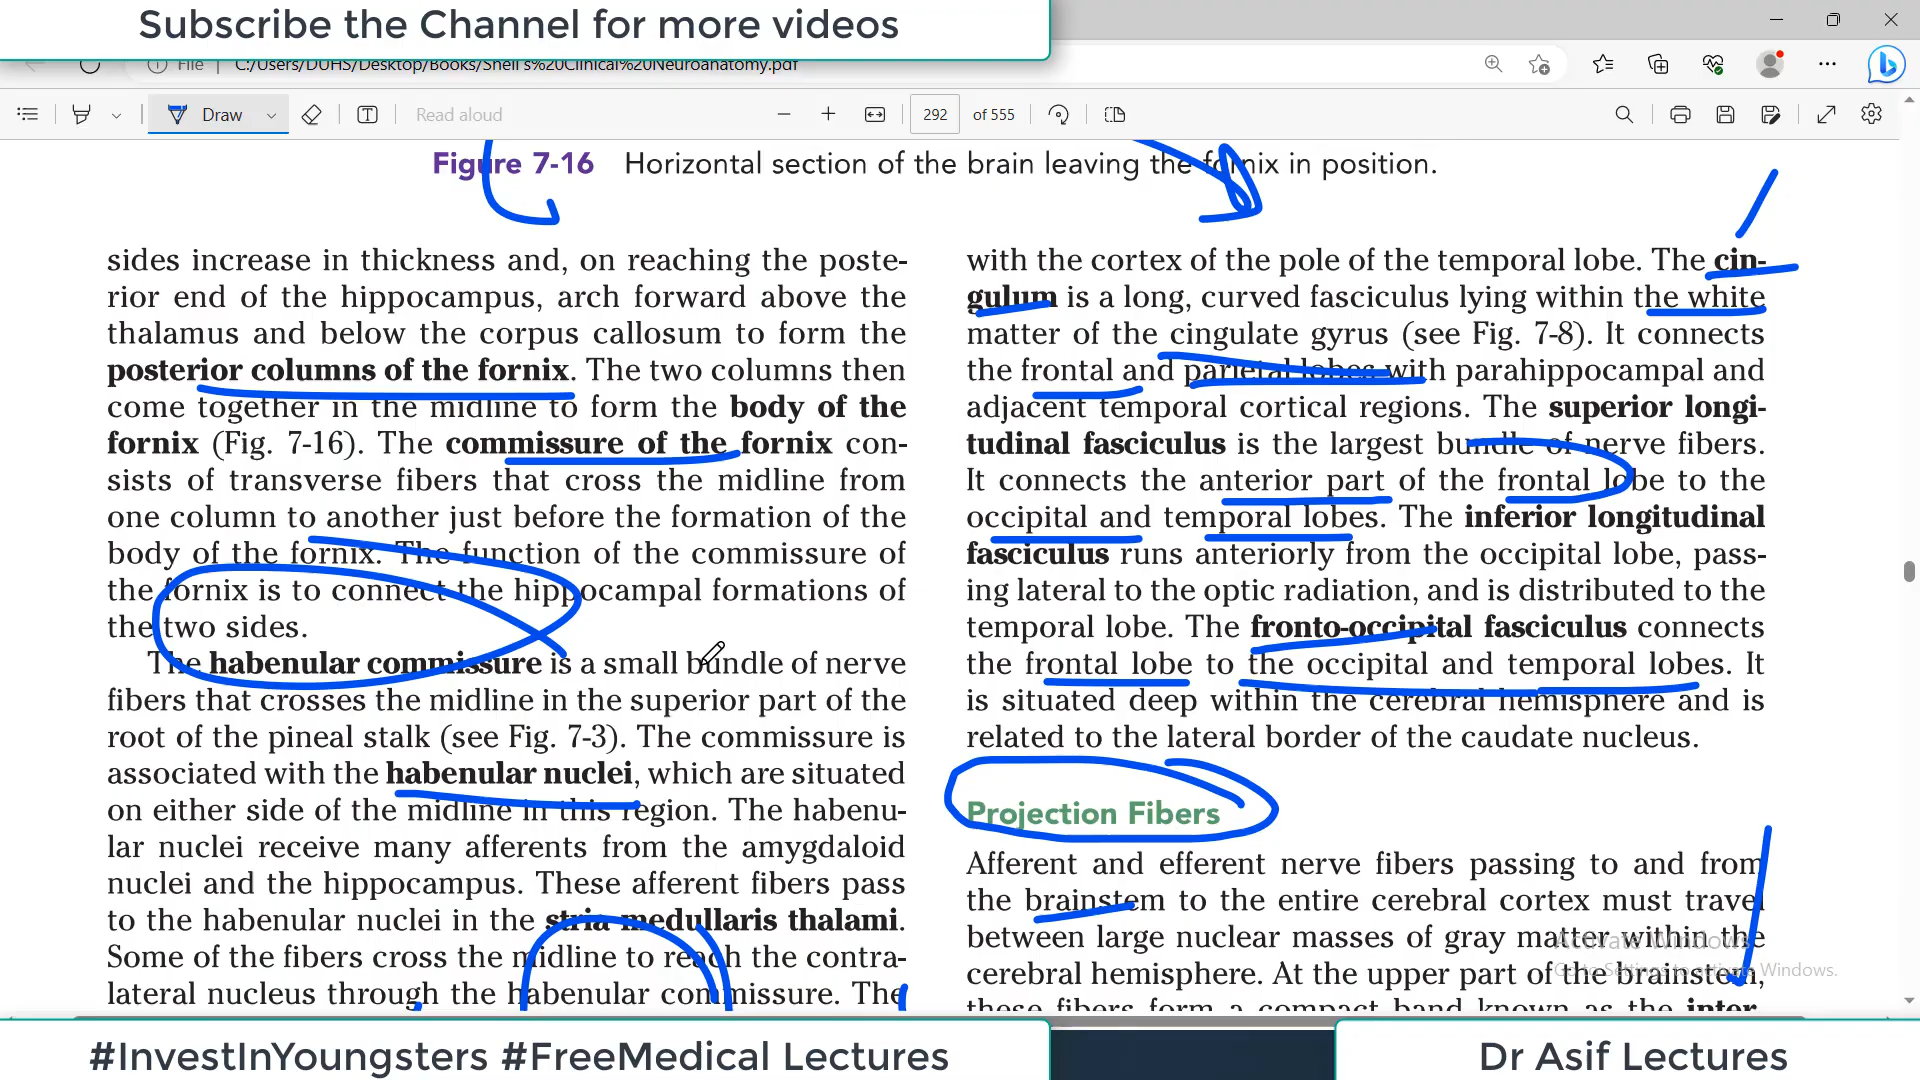 Subscribe the Channel for more videos
File
C:/Users/DUHS/Desktop/Books/Snell's%20Clinical%20Neuroanatomy.pdf
Draw
Read aloud
292 of 555
Figure 7-16 Horizontal section of the brain leaving the fornix in position.
sides increase in thickness and, on reaching the poste-
rior end of the hippocampus, arch forward above the
thalamus and below the corpus callosum to form the
posterior columns of the fornix. The two columns then
come together in the midline to form the body of the
fornix (Fig. 7-16). The commissure of the fornix con-
sists of transverse fibers that cross the midline from
one column to another just before the formation of the
body of the fornix. The function of the commissure of
the fornix is to connect the hippocampal formations of
the two sides.
The habenular commissure is a small bundle of nerve
fibers that crosses the midline in the superior part of the
root of the pineal stalk (see Fig. 7-3). The commissure is
associated with the habenular nuclei, which are situated
on either side of the midline in this region. The habenu-
lar nuclei receive many afferents from the amygdaloid
nuclei and the hippocampus. These afferent fibers pass
to the habenular nuclei in the stria medullaris thalami.
Some of the fibers cross the midline to reach the contra-
lateral nucleus through the habenular commissure. The
with the cortex of the pole of the temporal lobe. The cin-
gulum is a long, curved fasciculus lying within the white
matter of the cingulate gyrus (see Fig. 7-8). It connects
the frontal and parietal lobes with parahippocampal and
adjacent temporal cortical regions. The superior longi-
tudinal fasciculus is the largest bundle of nerve fibers.
It connects the anterior part of the frontal lobe to the
occipital and temporal lobes. The inferior longitudinal
fasciculus runs anteriorly from the occipital lobe, pass-
ing lateral to the optic radiation, and is distributed to the
temporal lobe. The fronto-occipital fasciculus connects
the frontal lobe to the occipital and temporal lobes. It
is situated deep within the cerebral hemisphere and is
related to the lateral border of the caudate nucleus.
Projection Fibers
Afferent and efferent nerve fibers passing to and from
the brainstem to the entire cerebral cortex must travel
between large nuclear masses of gray matter within the
cerebral hemisphere. At the upper part of the brainstem,
these fibers form a compact band known as the inter-
Activate Windows
Go to Settings to activate Windows.
#InvestInYoungsters #FreeMedical Lectures
Dr Asif Lectures